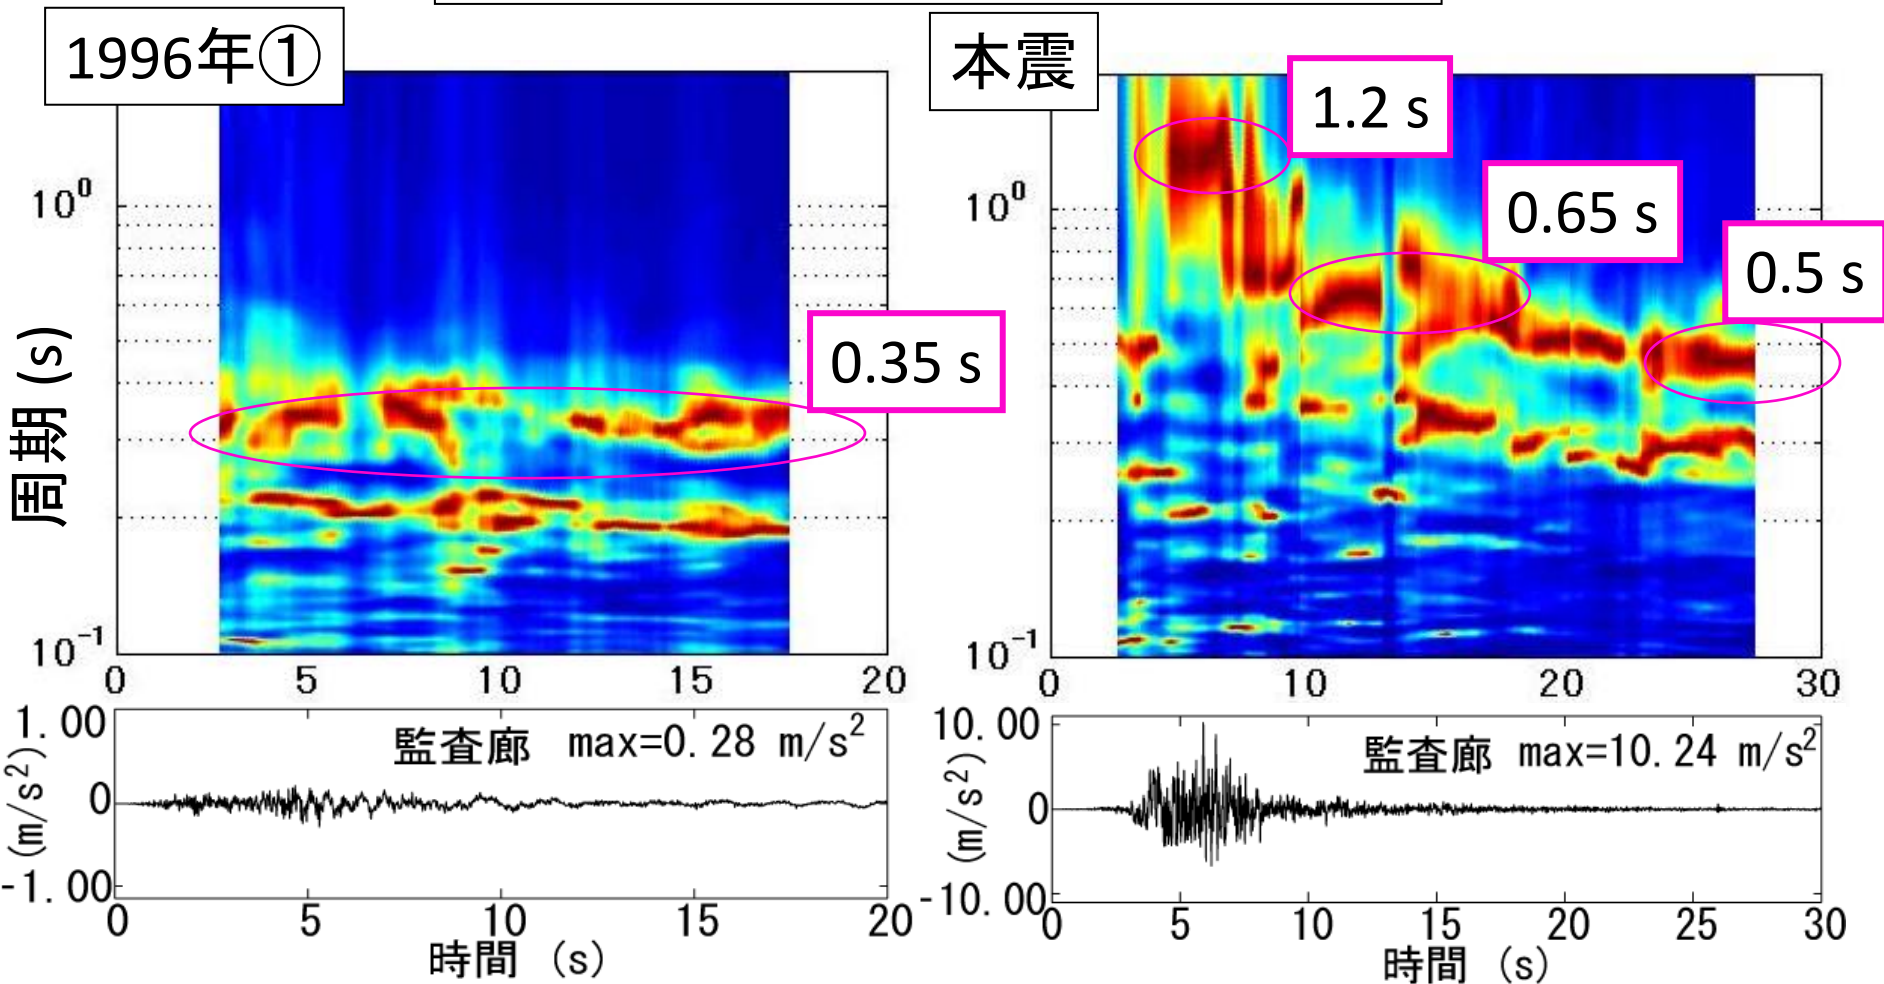 1996年①
本震
1.2 s
0.65 s
0.5 s
0.35 s
周期 (s)
10⁰
10⁻¹
0 5 10 15 20
10⁰
10⁻¹
0 10 20 30
1.00
0
-1.00
(m/s²)
監査廊 max=0.28 m/s²
0 5 10 15 20
時間 (s)
10.00
0
-10.00
(m/s²)
監査廊 max=10.24 m/s²
0 5 10 15 20 25 30
時間 (s)